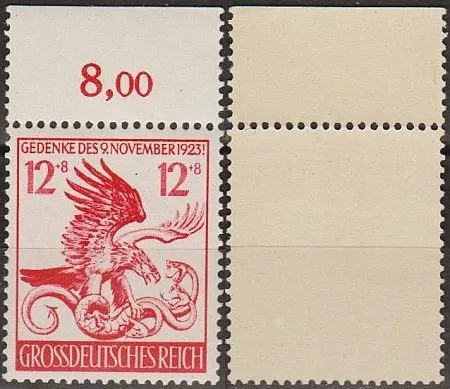 8,00
GEDENKE DES 9.NOVEMBER 1923!
12+8 12+8
GROSSDEUTSCHES REICH